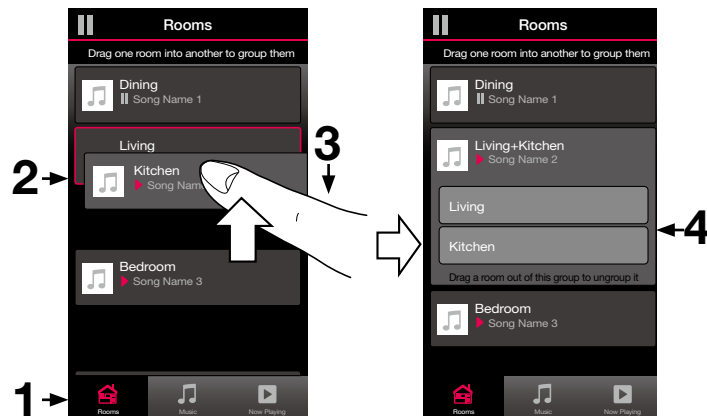 Rooms
Drag one room into another to group them
Dining
Song Name 1
Living
Kitchen
Song Nam
Bedroom
Song Name 3
Rooms
Music
Now Playing
1
2
3
Rooms
Drag one room into another to group them
Dining
Song Name 1
Living+Kitchen
Song Name 2
Living
Kitchen
Drag a room out of this group to ungroup it
Bedroom
Song Name 3
Rooms
Music
Now Playing
4